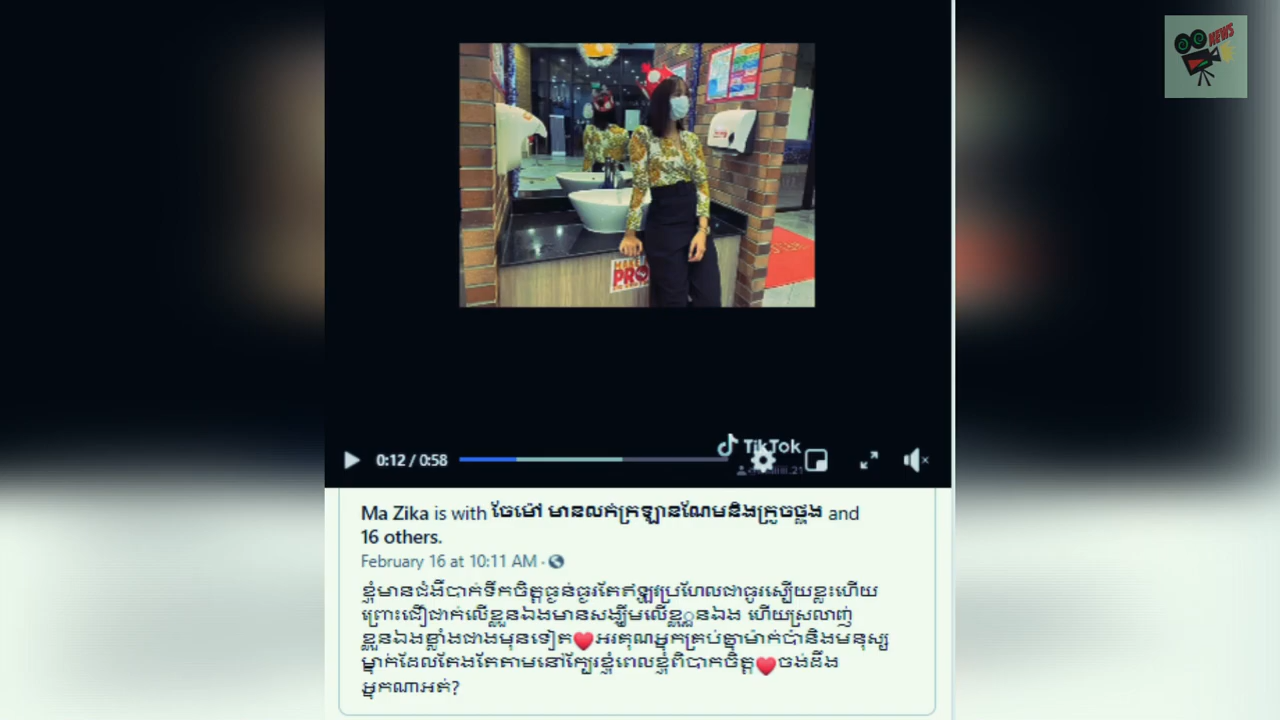 NEWS
PRO
TikTok
0:12 / 0:58
Ma Zika is with ចែម៉ៅ មានលក់ក្រឡានណែមនិងក្រូចថ្លុង and
16 others.
February 16 at 10:11 AM ·
ខ្ញុំមានជំងឺបាក់ទឹកចិត្តធ្ងន់ធ្ងរតែឥឡូវប្រហែលជាធូរស្បើយខ្លះហើយ
ព្រោះជឿជាក់លើខ្លួនឯងមានសង្ឃឹមលើខ្លួនឯង ហើយស្រលាញ់
ខ្លួនឯងខ្លាំងជាងមុនទៀត❤️អរគុណអ្នកគ្រប់គ្នាម៉ាក់ប៉ានិងមនុស្ស
ម្នាក់ដែលតែងតែតាមនៅក្បែរខ្ញុំពេលខ្ញុំពិបាកចិត្ត❤️ចង់ដឹង
អ្នកណាអត់?